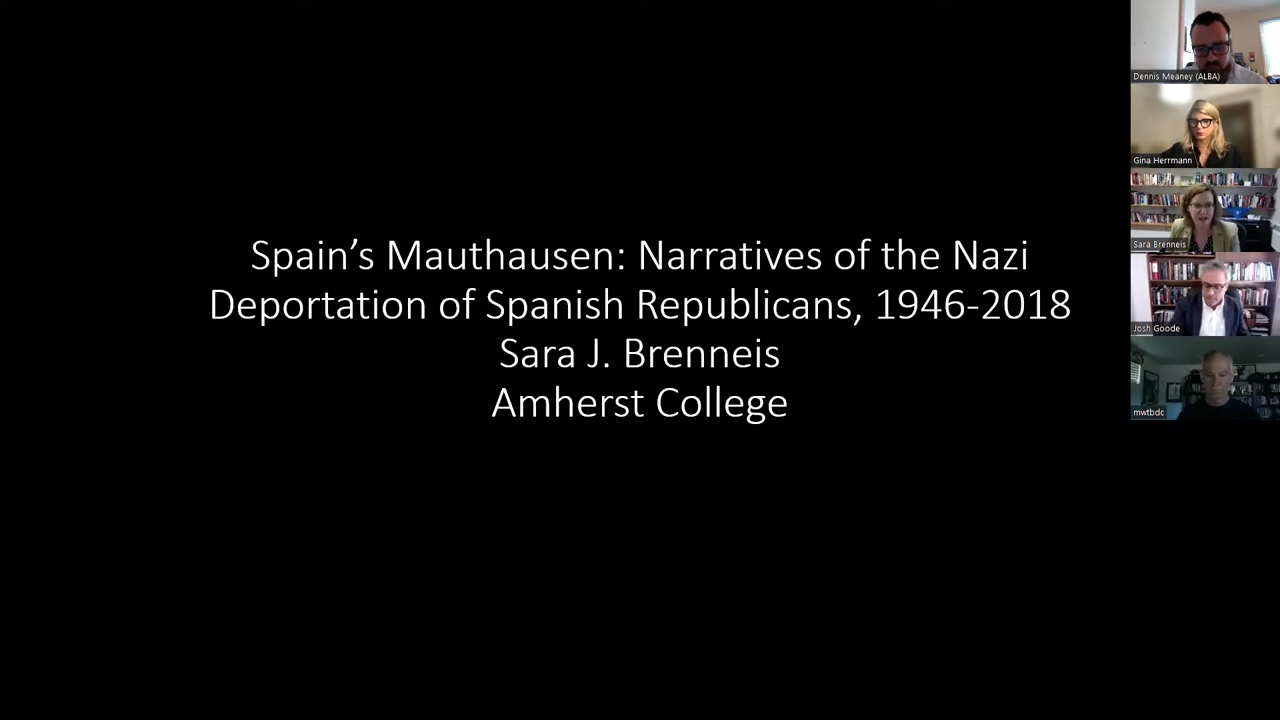 Spain’s Mauthausen: Narratives of the Nazi
Deportation of Spanish Republicans, 1946-2018
Sara J. Brenneis
Amherst College
Dennis Meaney (ALBA)
Gina Herrmann
Sara Brenneis
Josh Goode
mwtbdc